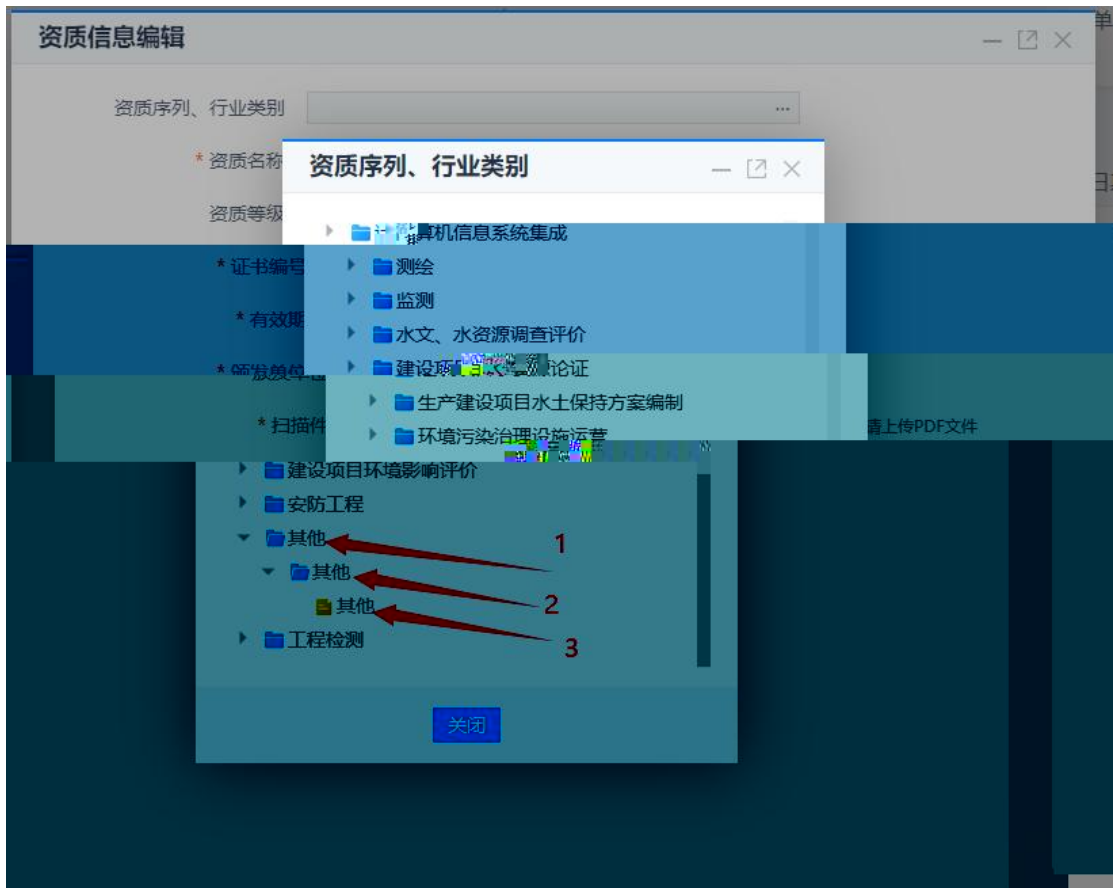 资质信息编辑
单
资质序列、行业类别
...
* 资质名称
资质序列、行业类别
资质等级
算机信息系统集成
* 证书编号
测绘
监测
* 有效期
水文、水资源调查评价
* 颁发单位
建设项 论证
生产建设项目水土保持方案编制
* 扫描件
请上传PDF文件
环境污染治理设施运营
建设项目环境影响评价
安防工程
其他
1
其他
2
其他
3
工程检测
关闭